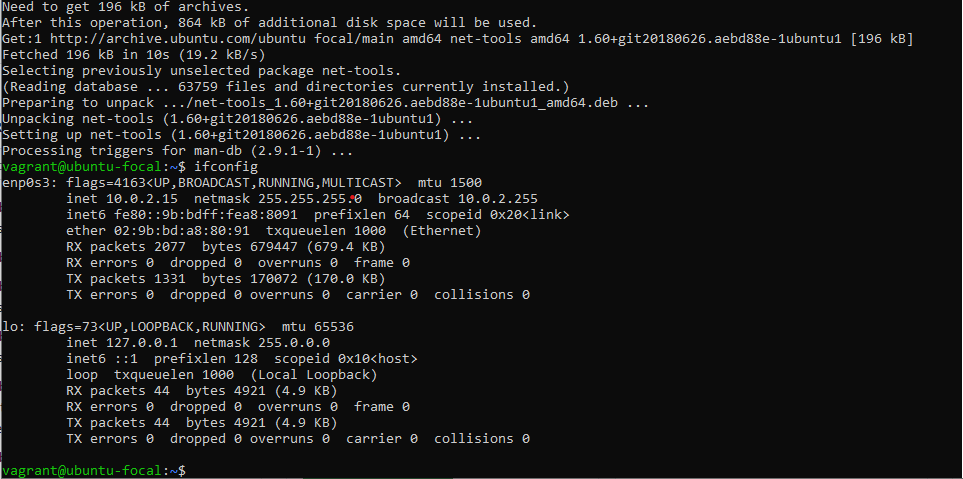 Need to get 196 kB of archives.
After this operation, 864 kB of additional disk space will be used.
Get:1 http://archive.ubuntu.com/ubuntu focal/main amd64 net-tools amd64 1.60+git20180626.aebd88e-1ubuntu1 [196 kB]
Fetched 196 kB in 10s (19.2 kB/s)
Selecting previously unselected package net-tools.
(Reading database ... 63759 files and directories currently installed.)
Preparing to unpack .../net-tools_1.60+git20180626.aebd88e-1ubuntu1_amd64.deb ...
Unpacking net-tools (1.60+git20180626.aebd88e-1ubuntu1) ...
Setting up net-tools (1.60+git20180626.aebd88e-1ubuntu1) ...
Processing triggers for man-db (2.9.1-1) ...
vagrant@ubuntu-focal:~$ ifconfig
enp0s3: flags=4163<UP,BROADCAST,RUNNING,MULTICAST>  mtu 1500
        inet 10.0.2.15  netmask 255.255.255.0  broadcast 10.0.2.255
        inet6 fe80::9b:bdff:fea8:8091  prefixlen 64  scopeid 0x20<link>
        ether 02:9b:bd:a8:80:91  txqueuelen 1000  (Ethernet)
        RX packets 2077  bytes 679447 (679.4 KB)
        RX errors 0  dropped 0  overruns 0  frame 0
        TX packets 1331  bytes 170072 (170.0 KB)
        TX errors 0  dropped 0 overruns 0  carrier 0  collisions 0
lo: flags=73<UP,LOOPBACK,RUNNING>  mtu 65536
        inet 127.0.0.1  netmask 255.0.0.0
        inet6 ::1  prefixlen 128  scopeid 0x10<host>
        loop  txqueuelen 1000  (Local Loopback)
        RX packets 44  bytes 4921 (4.9 KB)
        RX errors 0  dropped 0  overruns 0  frame 0
        TX packets 44  bytes 4921 (4.9 KB)
        TX errors 0  dropped 0 overruns 0  carrier 0  collisions 0
vagrant@ubuntu-focal:~$